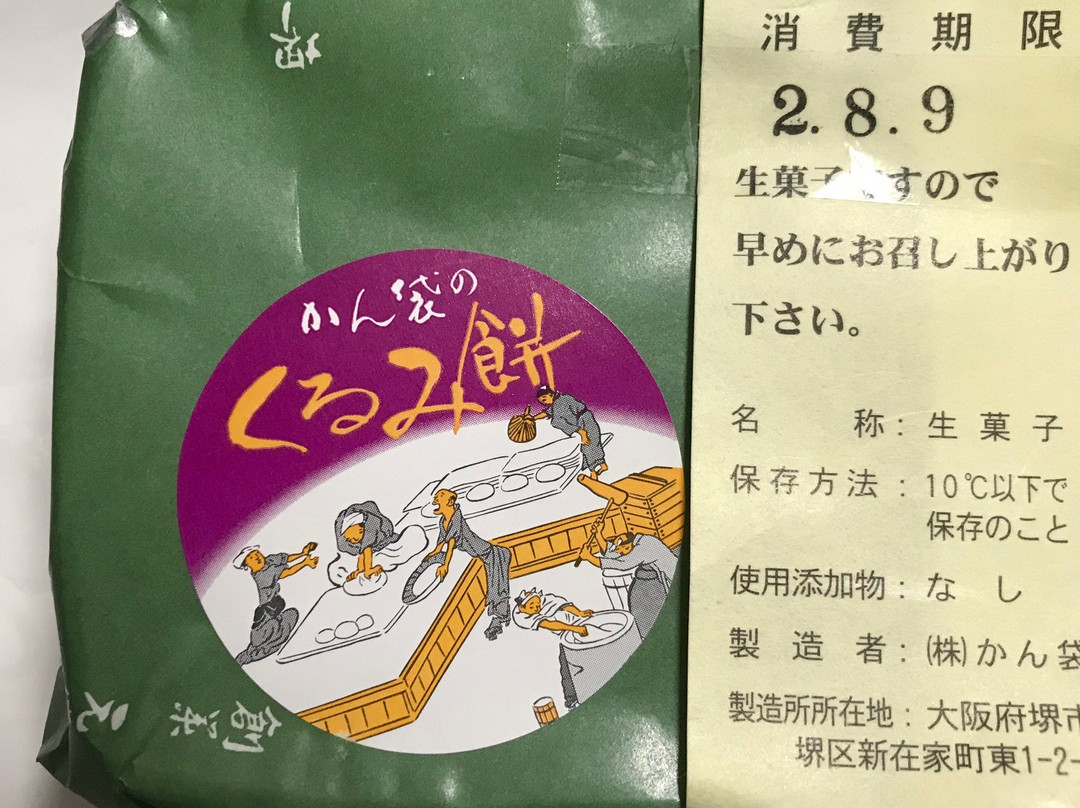 かん袋の
くるみ餅
創業 元
消費期限
2.8.9
生菓子ですので
早めにお召し上がり
下さい。
名称：生菓子
保存方法：10℃以下で
保存のこと
使用添加物：なし
製造者：㈱かん袋
製造所所在地：大阪府堺市
堺区新在家町東1-2-